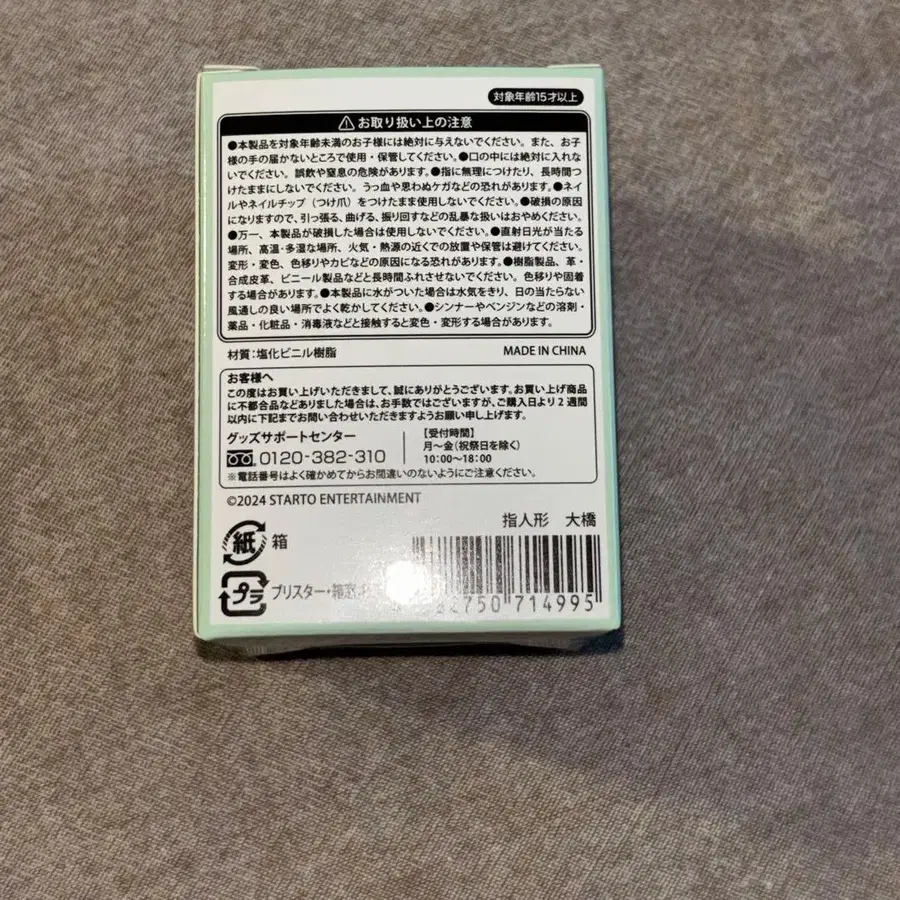 対象年齢15才以上
お取り扱い上の注意
●本製品を対象年齢未満のお子様には絶対に与えないでください。また、お子
様の手の届かないところで使用・保管してください。●口の中には絶対に入れな
いでください。誤飲や窒息の危険があります。●指に無理につけたり、長時間つ
けたままにしないでください。うっ血や思わぬケガなどの恐れがあります。●ネイ
ルやネイルチップ（つけ爪）をつけたまま使用しないでください。●破損の原因
になりますので、引っ張る、曲げる、振り回すなどの乱暴な扱いはおやめください。
●万一、本製品が破損した場合は使用しないでください。●直射日光が当たる
場所、高温・多湿な場所、火気・熱源の近くでの放置や保管は避けてください。
変形・変色、色移りやカビなどの原因になる恐れがあります。●樹脂製品、革・
合成皮革、ビニール製品などと長時間ふれさせないでください。色移りや固着
する場合があります。●本製品に水がついた場合は水気をきり、日の当たらない
風通しの良い場所でよく乾かしてください。●シンナーやベンジンなどの溶剤・
薬品・化粧品・消毒液などと接触すると変色・変形する場合があります。
材質：塩化ビニル樹脂 MADE IN CHINA
お客様へ
この度はお買い上げいただきまして、誠にありがとうございます。お買い上げ商品
に不都合品などありました場合は、お手数ではございますが、ご購入日より2週間
以内に下記までお問い合わせいただきますようお願い申し上げます。
グッズサポートセンター
0120-382-310
【受付時間】
月～金（祝祭日を除く）
10:00～18:00
※電話番号はよく確かめてからお間違いのないようにご注意ください。
©2024 STARTO ENTERTAINMENT
指人形 大橋
紙 箱
プラ ブリスター・箱窓
750 714995